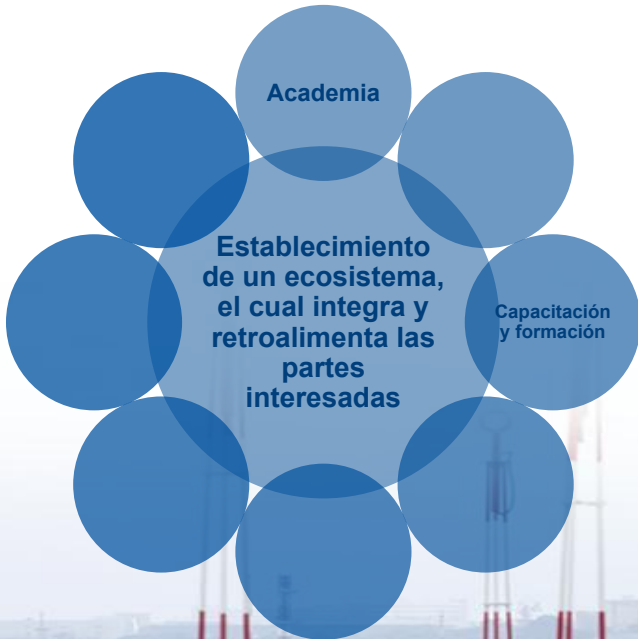 Academia
Establecimiento
de un ecosistema,
el cual integra y
retroalimenta las
partes
interesadas
Capacitación
y formación